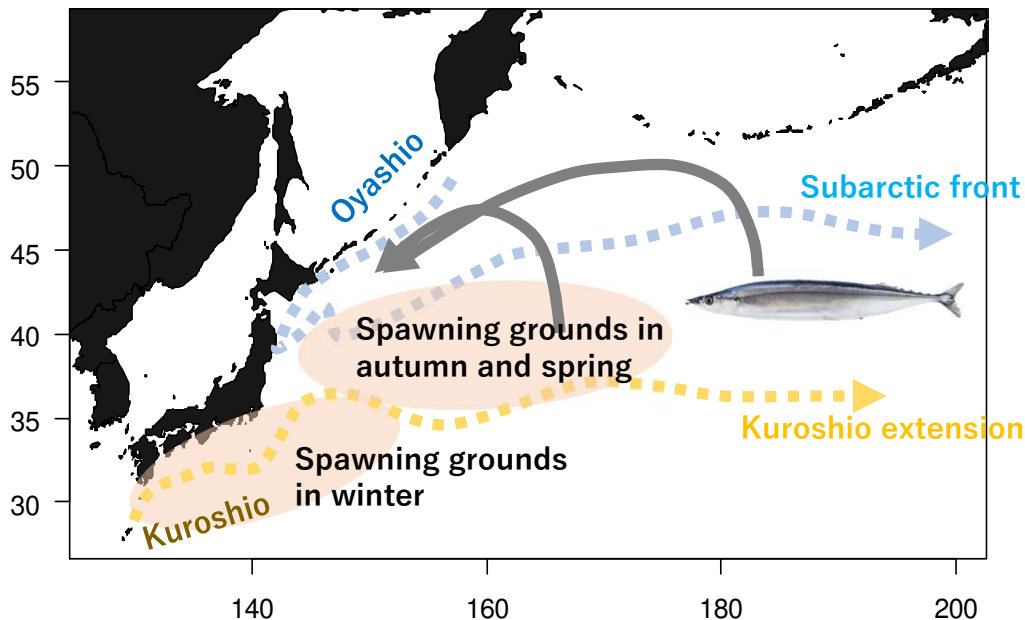 55
50
45
40
35
30
Oyashio
Subarctic front
Spawning grounds in
autumn and spring
Kuroshio extension
Spawning grounds
in winter
Kuroshio
140
160
180
200